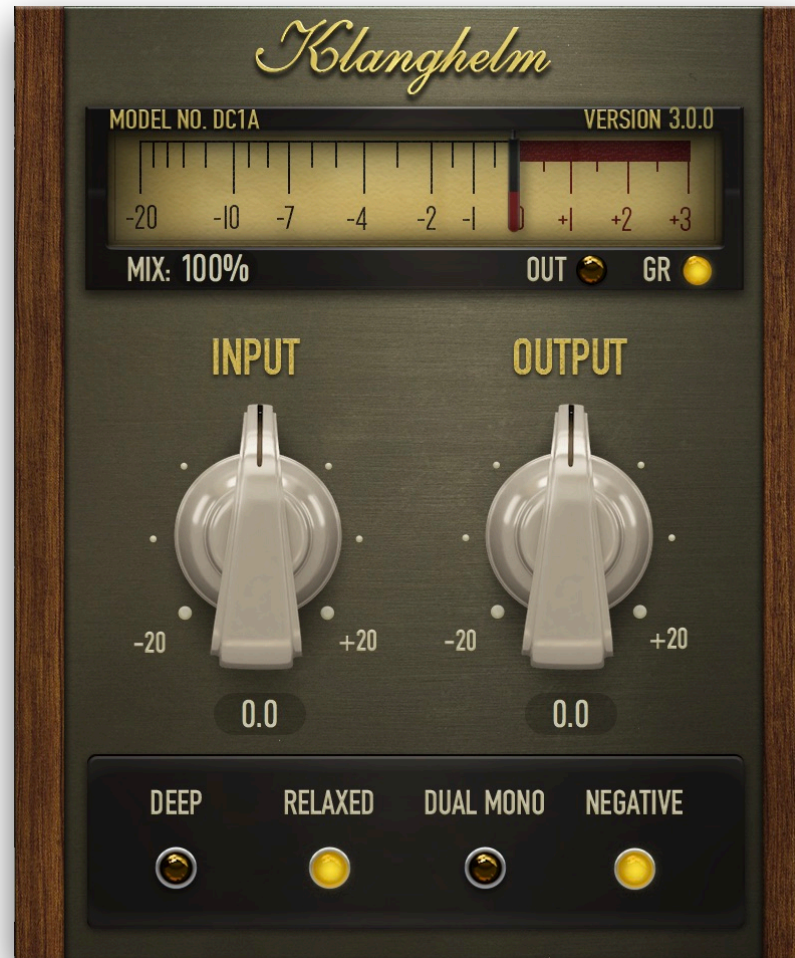 Klanghelm
MODEL NO. DC1A VERSION 3.0.0
-20 -10 -7 -4 -2 -1 0 +1 +2 +3
MIX: 100% OUT GR
INPUT OUTPUT
-20 +20 -20 +20
0.0 0.0
DEEP RELAXED DUAL MONO NEGATIVE